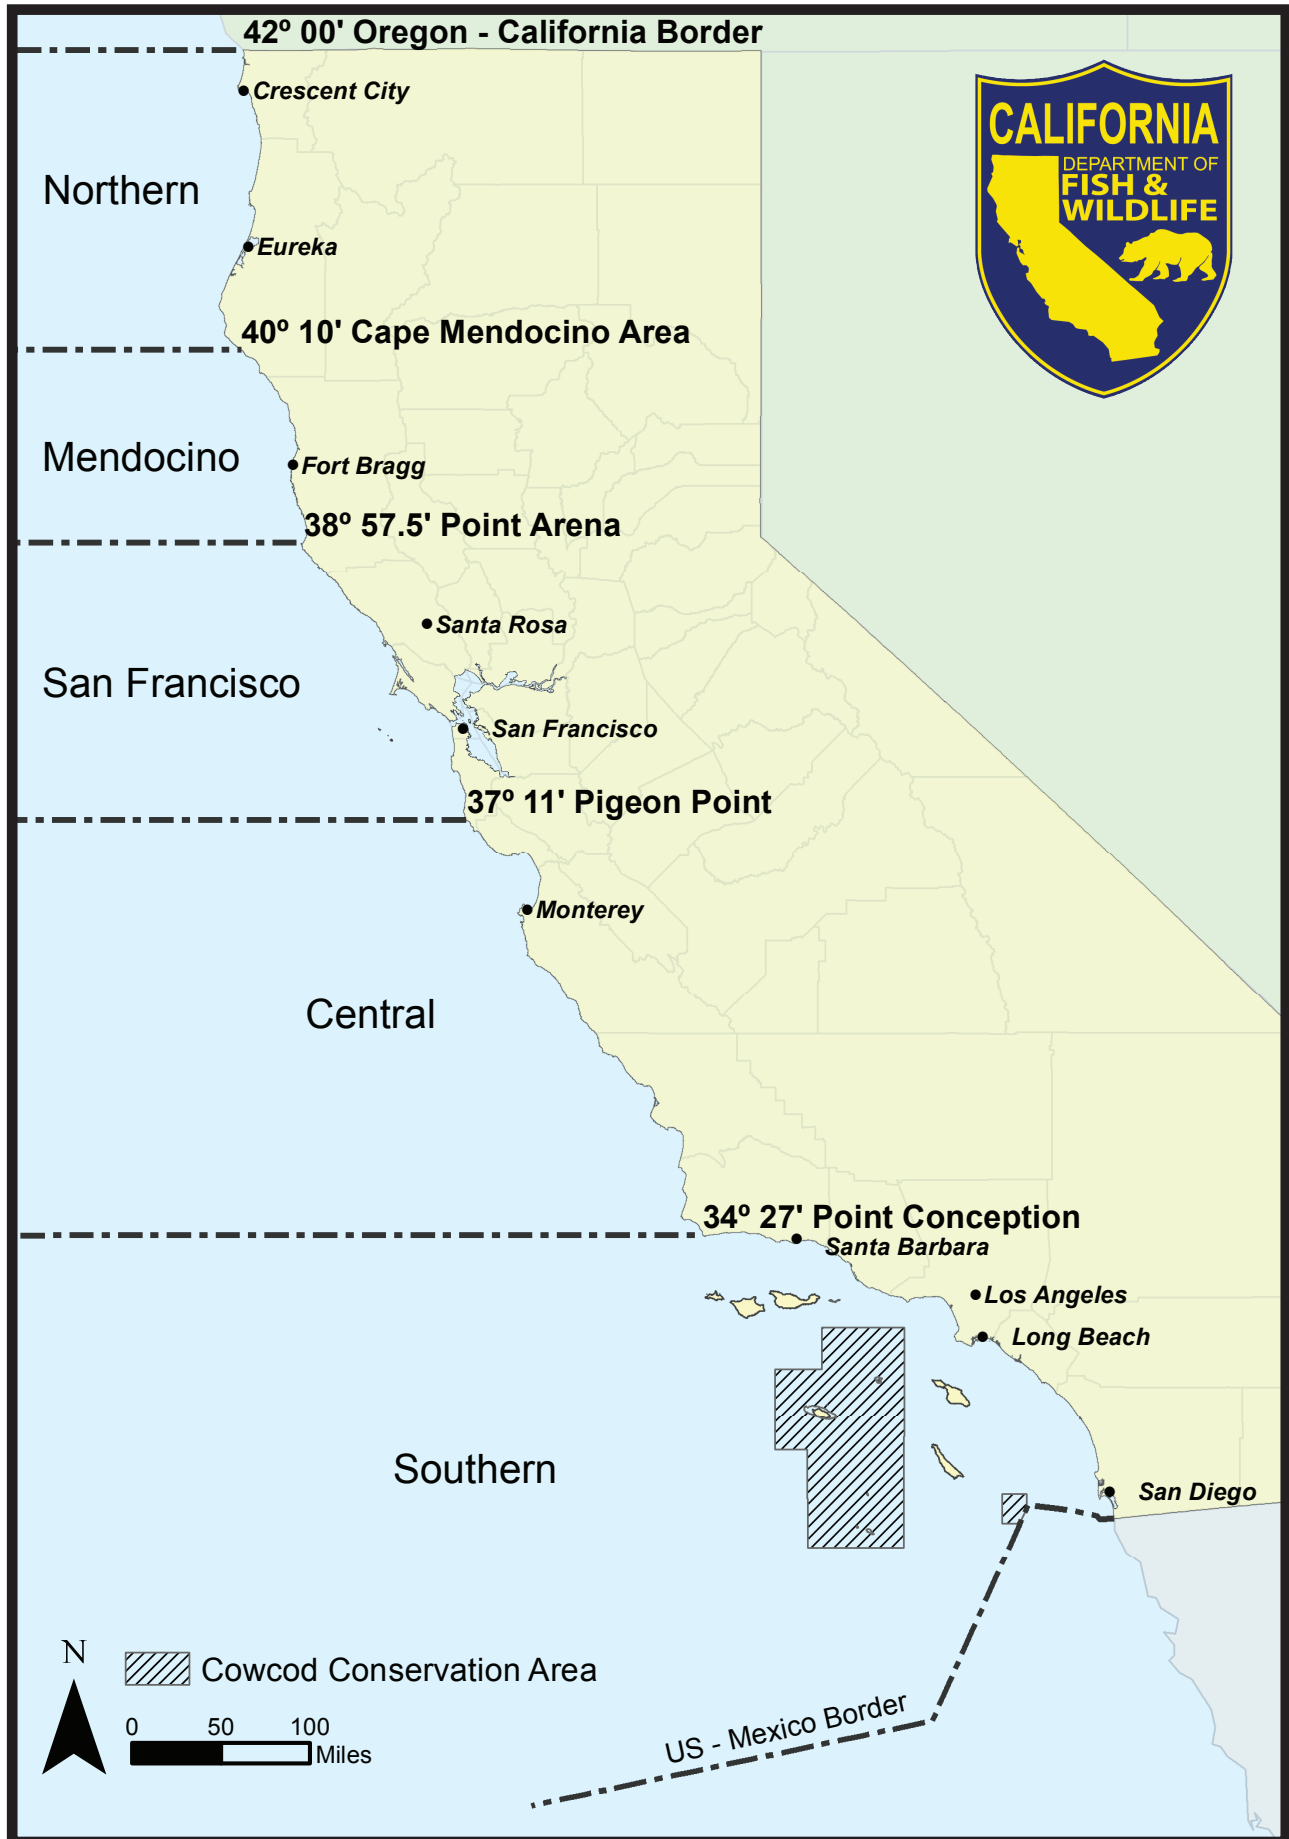 42º 00' Oregon - California Border
Crescent City
CALIFORNIA
DEPARTMENT OF
FISH &
WILDLIFE
Northern
Eureka
40º 10' Cape Mendocino Area
Mendocino
Fort Bragg
38º 57.5' Point Arena
Santa Rosa
San Francisco
San Francisco
37º 11' Pigeon Point
Monterey
Central
34º 27' Point Conception
Santa Barbara
Los Angeles
Long Beach
Southern
San Diego
N
Cowcod Conservation Area
0 50 100
Miles
US - Mexico Border